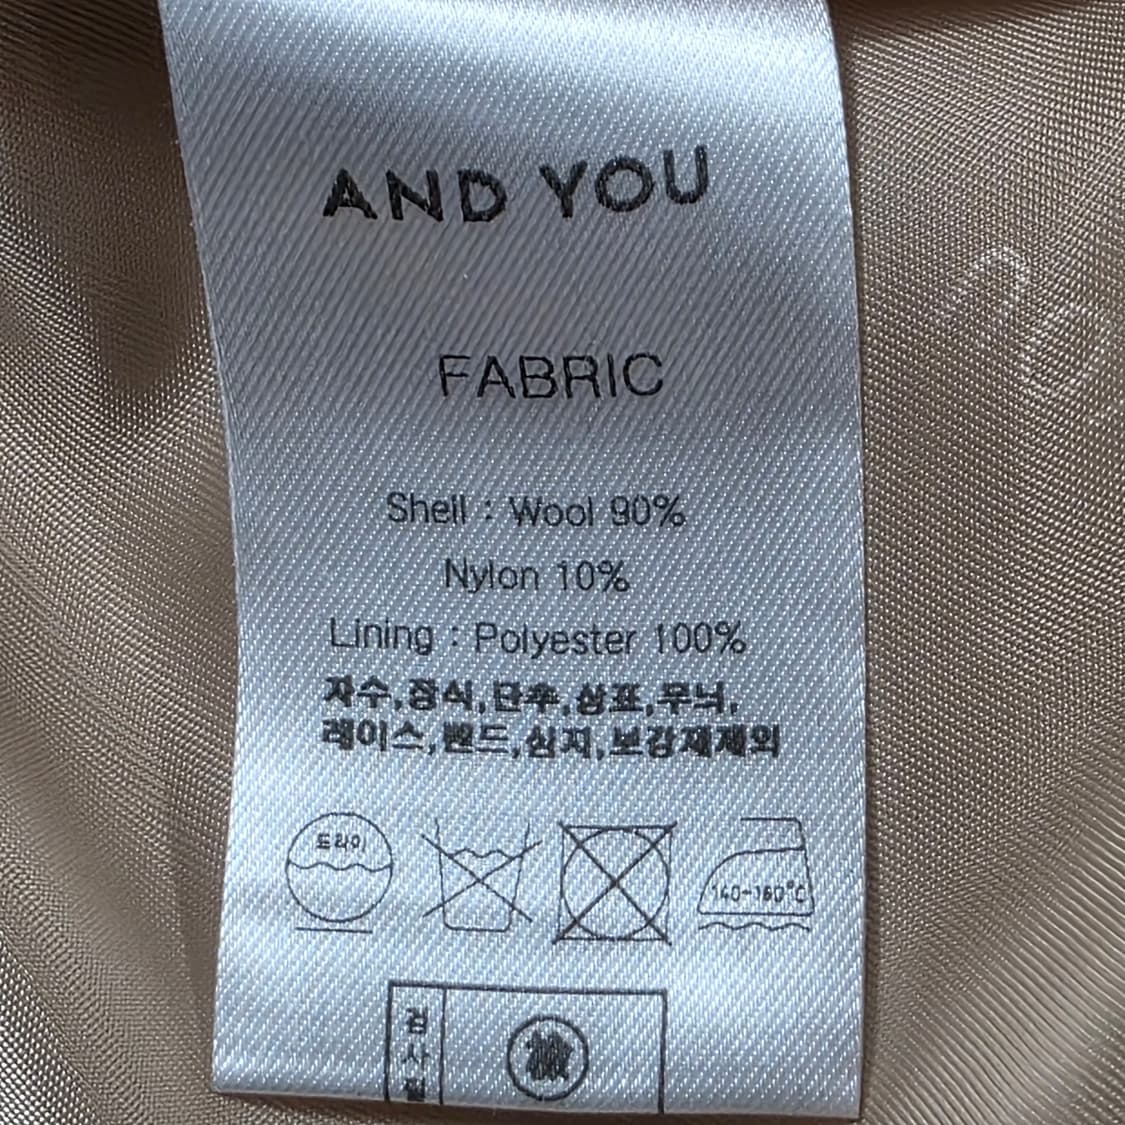 AND YOU
FABRIC
Shell : Wool 90%
Nylon 10%
Lining : Polyester 100%
자수,장식,단추,상표,무늬,
레이스,밴드,심지,보강재제외
드라이
140~160°C
검사필